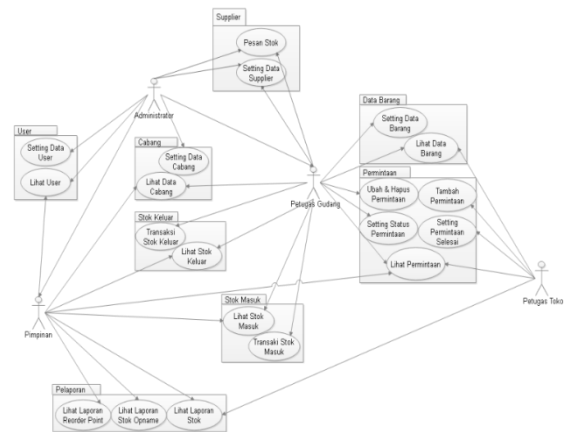 Supplier
Pesan Stok
Setting Data
Supplier
Administrator
Data Barang
Setting Data
Barang
Lihat Data
Barang
User
Setting Data
User
Lihat User
Cabang
Setting Data
Cabang
Lihat Data
Cabang
Petugas Gudang
Permintaan
Ubah & Hapus
Permintaan
Tambah
Permintaan
Setting Status
Permintaan
Setting
Permintaan
Selesai
Lihat Permintaan
Stok Keluar
Transaksi
Stok Keluar
Lihat Stok
Keluar
Petugas Toko
Pimpinan
Stok Masuk
Lihat Stok
Masuk
Transaki Stok
Masuk
Pelaporan
Lihat Laporan
Reorder Point
Lihat Laporan
Stok Opname
Lihat Laporan
Stok